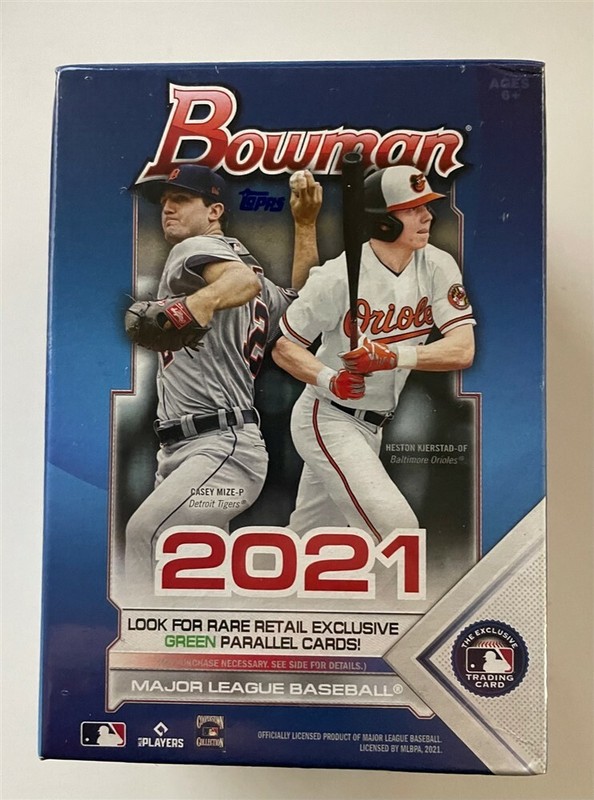 AGES
6+
Bowman®
TOPPS
Orioles
CASEY MIZE-P
Detroit Tigers®
HESTON KJERSTAD-OF
Baltimore Orioles®
2021
LOOK FOR RARE RETAIL EXCLUSIVE
GREEN PARALLEL CARDS!
PURCHASE NECESSARY. SEE SIDE FOR DETAILS.)
MAJOR LEAGUE BASEBALL®
THE EXCLUSIVE
TRADING
CARD
PLAYERS
COOPERSTOWN
COLLECTION
OFFICIALLY LICENSED PRODUCT OF MAJOR LEAGUE BASEBALL.
LICENSED BY MLBPA, 2021.